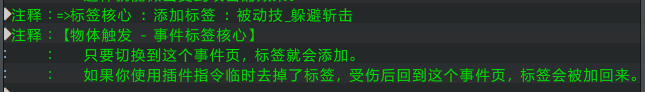 注释：=>标签核心 : 添加标签 : 被动技_躲避斩击
注释：【物体触发 - 事件标签核心】
:    :    只要切换到这个事件页，标签就会添加。
:    :    如果你使用插件指令临时去掉了标签，受伤后回到这个事件页，标签会被加回来。